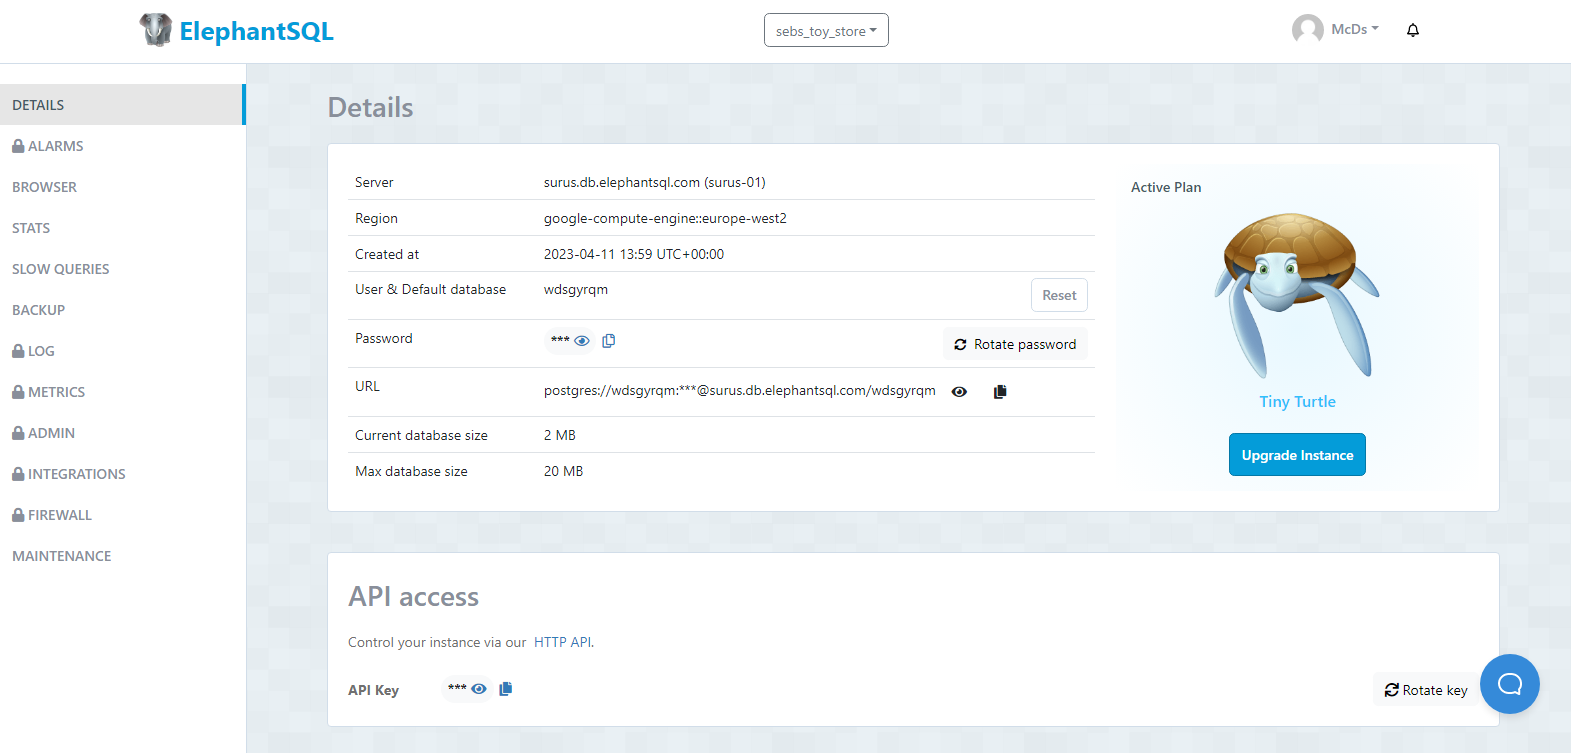 ElephantSQL
sebs_toy_store
McDs
DETAILS
ALARMS
BROWSER
STATS
SLOW QUERIES
BACKUP
LOG
METRICS
ADMIN
INTEGRATIONS
FIREWALL
MAINTENANCE
Details
Server surus.db.elephantsql.com (surus-01)
Region google-compute-engine::europe-west2
Created at 2023-04-11 13:59 UTC+00:00
User & Default database wdsgyrqm Reset
Password *** Rotate password
URL postgres://wdsgyrqm:***@surus.db.elephantsql.com/wdsgyrqm
Current database size 2 MB
Max database size 20 MB
Active Plan
Tiny Turtle
Upgrade Instance
API access
Control your instance via our HTTP API.
API Key *** Rotate key